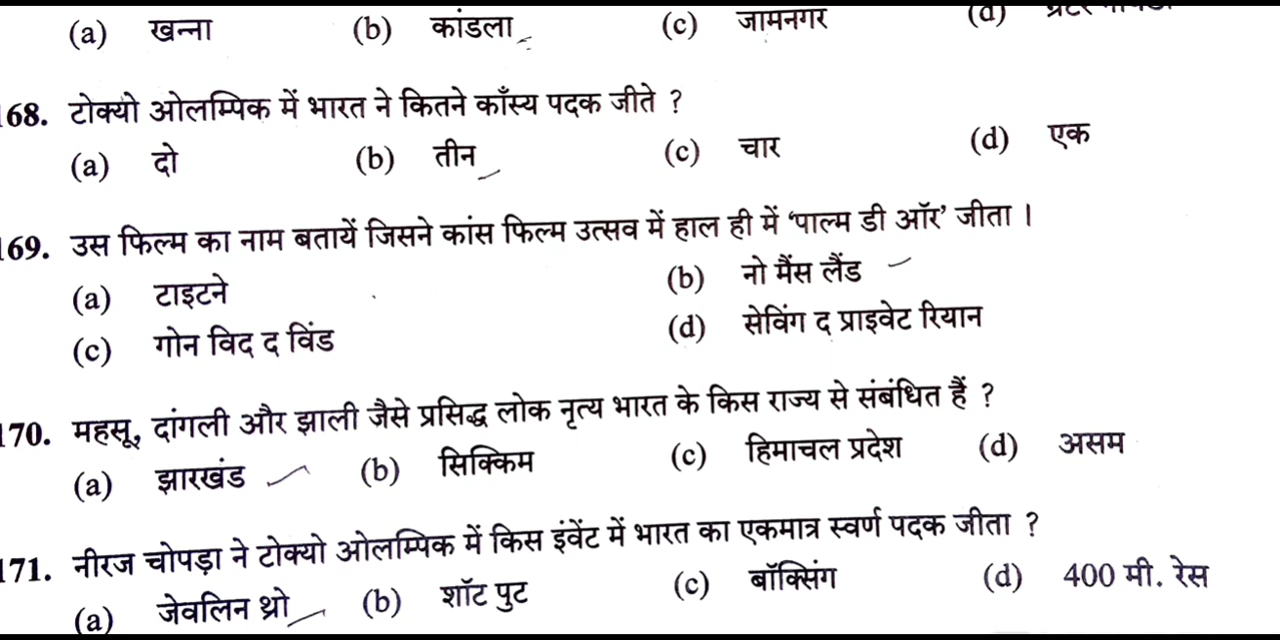 (a) खन्ना (b) कांडला (c) जामनगर (d)
168. टोक्यो ओलम्पिक में भारत ने कितने काँस्य पदक जीते ?
(a) दो (b) तीन (c) चार (d) एक
169. उस फिल्म का नाम बतायें जिसने कांस फिल्म उत्सव में हाल ही में ‘पाल्म डी ऑर’ जीता ।
(a) टाइटने (b) नो मैंस लैंड
(c) गोन विद द विंड (d) सेविंग द प्राइवेट रियान
170. महसू, दांगली और झाली जैसे प्रसिद्ध लोक नृत्य भारत के किस राज्य से संबंधित हैं ?
(a) झारखंड (b) सिक्किम (c) हिमाचल प्रदेश (d) असम
171. नीरज चोपड़ा ने टोक्यो ओलम्पिक में किस इंवेंट में भारत का एकमात्र स्वर्ण पदक जीता ?
(a) जेवलिन थ्रो (b) शॉट पुट (c) बॉक्सिंग (d) 400 मी. रेस